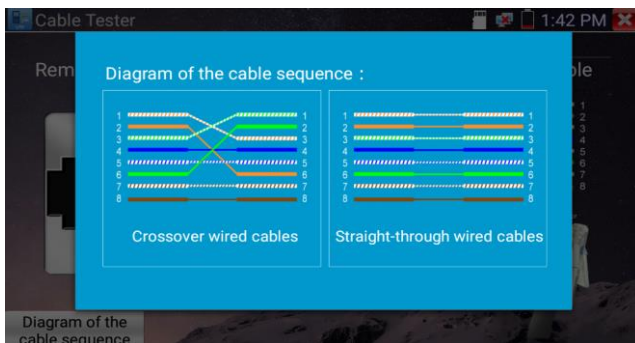 Cable Tester
1:42 PM
Rem
ble
Diagram of the cable sequence :
1 1
2 2
3 3
4 4
5 5
6 6
7 7
8 8
Crossover wired cables
1 1
2 2
3 3
4 4
5 5
6 6
7 7
8 8
Straight-through wired cables
1
2
3
4
5
6
7
8
Diagram of the
cable sequence